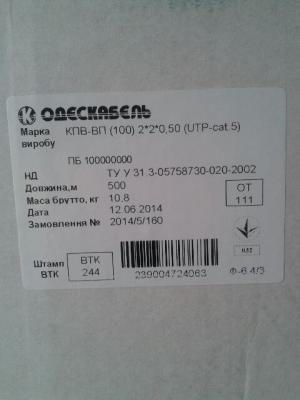 ОДЕСКАБЕЛЬ
Марка виробу КПВ-ВП (100) 2*2*0,50 (UTP-cat.5)
ПБ 100000000
НД ТУ У 31.3-05758730-020-2002
Довжина,м 500
Маса брутто, кг 10,8
Дата 12.06.2014
Замовлення № 2014/5/160
ОТ
111
Штамп ВТК
ВТК 244
239004724063
Ф-6.4/3